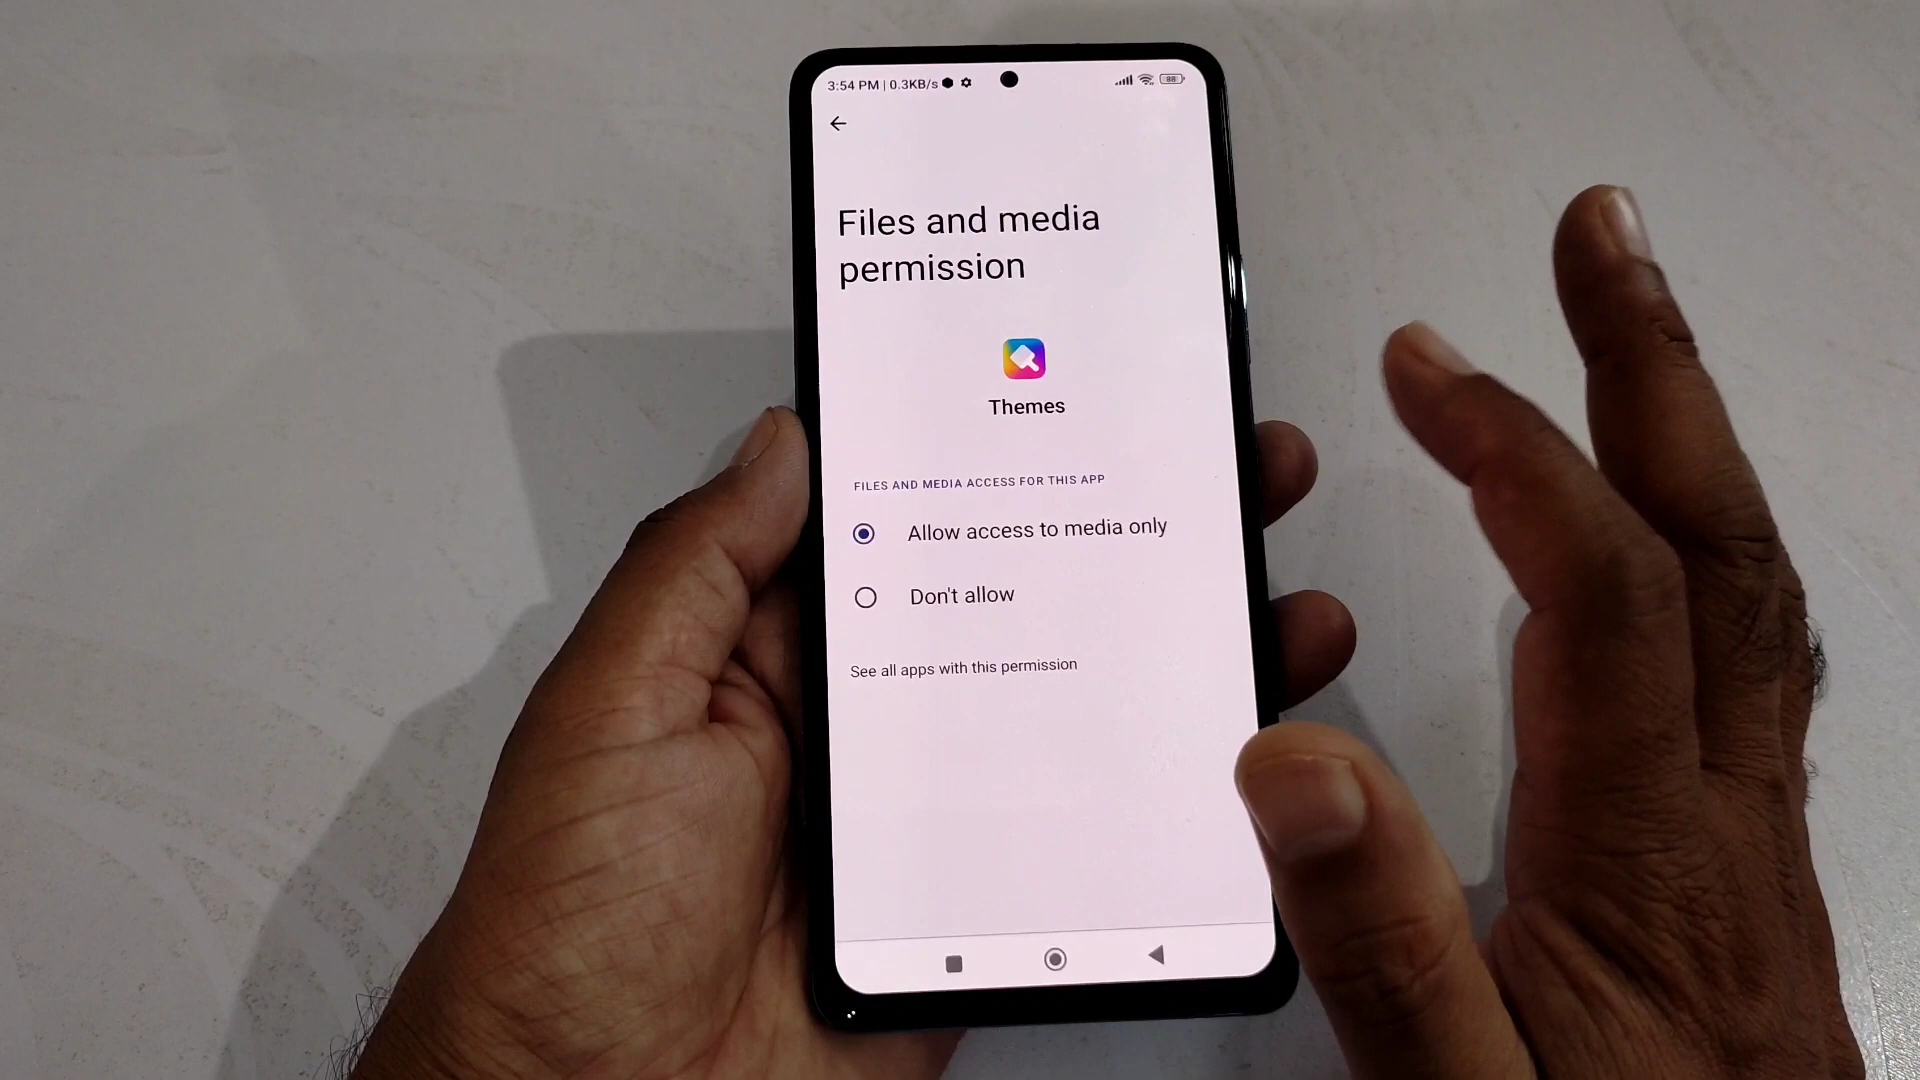 3:54 PM | 0.3KB/s
88
Files and media
permission
Themes
FILES AND MEDIA ACCESS FOR THIS APP
Allow access to media only
Don't allow
See all apps with this permission